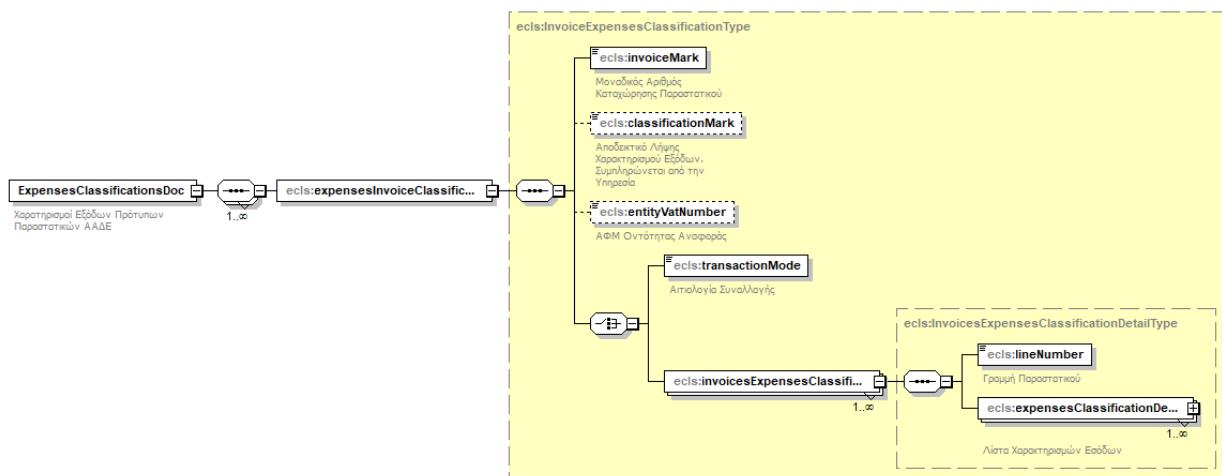 ecls:InvoiceExpensesClassificationType
ecls:invoiceMark
Μοναδικός Αριθμός
Καταχώρησης Παραστατικού
ecls:classificationMark
Αποδεικτικό Λήψης
Χαρακτηρισμού Εξόδων.
Συμπληρώνεται από την
Υπηρεσία
ExpensesClassificationsDoc
Χαρατηρισμοί Εξόδων Πρότυπων
Παραστατικών ΑΑΔΕ
1..∞
ecls:expensesInvoiceClassific...
ecls:entityVatNumber
ΑΦΜ Οντότητας Αναφοράς
ecls:transactionMode
Αιτιολογία Συναλλαγής
ecls:invoicesExpensesClassifi...
1..∞
ecls:InvoicesExpensesClassificationDetailType
ecls:lineNumber
Γραμμή Παραστατικού
ecls:expensesClassificationDe...
1..∞
Λίστα Χαρακτηρισμών Εσόδων